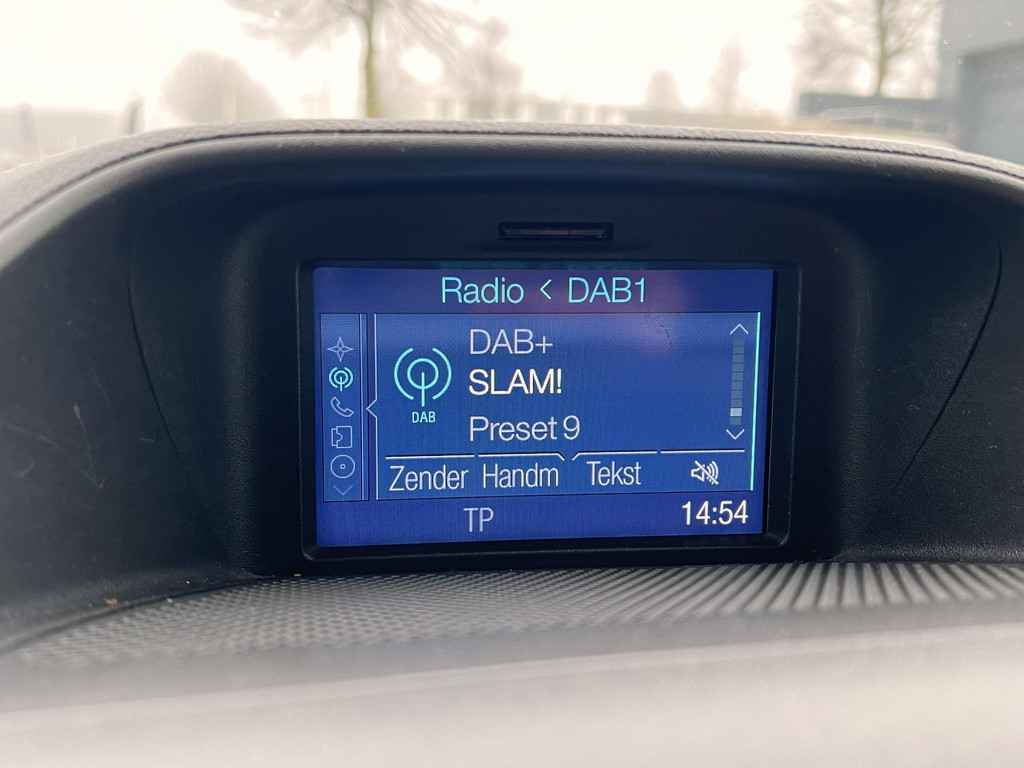 Radio < DAB1
DAB+
SLAM!
DAB
Preset 9
Zender Handm Tekst
TP 14:54